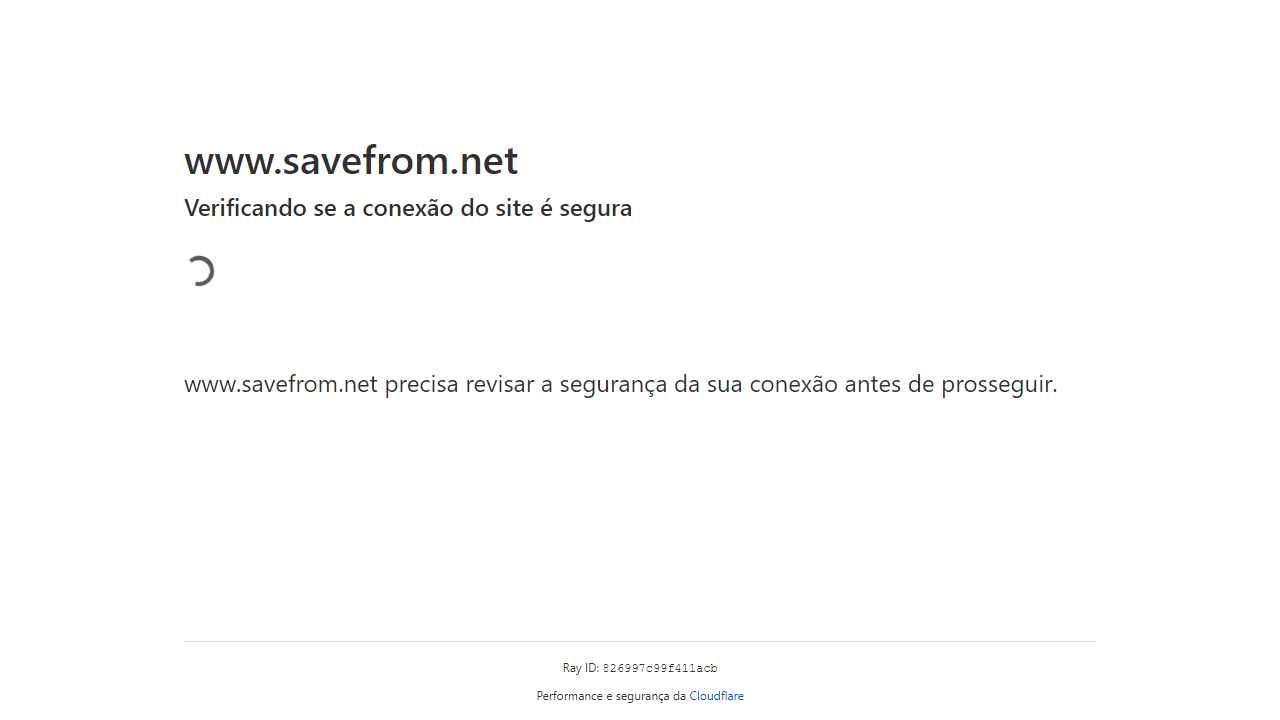 www.savefrom.net
Verificando se a conexão do site é segura
www.savefrom.net precisa revisar a segurança da sua conexão antes de prosseguir.
Ray ID: 826997c99f411acb
Performance e segurança da Cloudflare